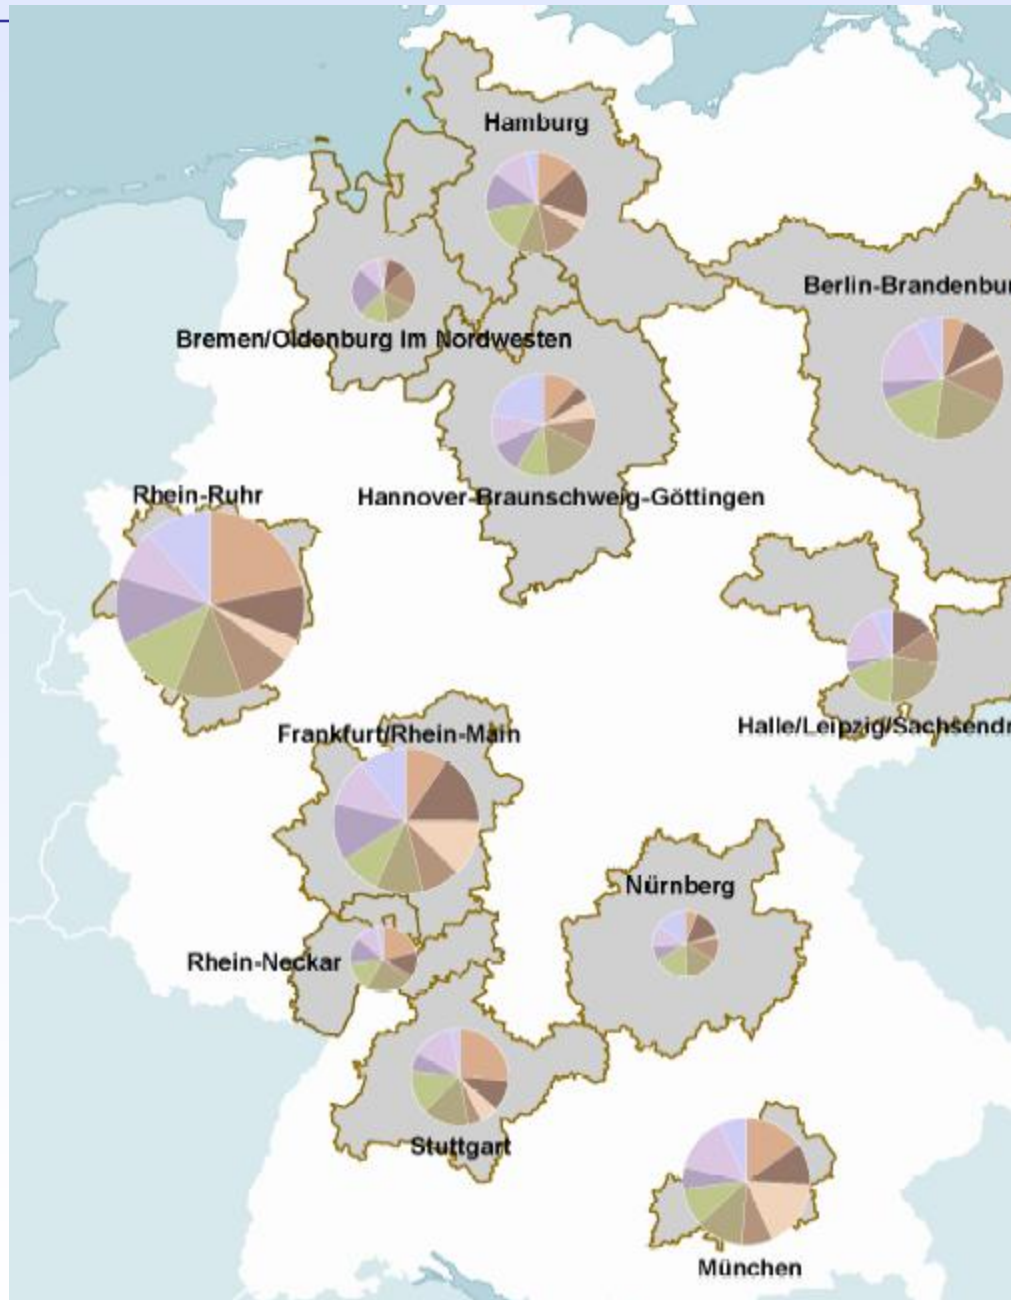 Hamburg
Berlin-Brandenbur
Bremen/Oldenburg im Nordwesten
Rhein-Ruhr
Hannover-Braunschweig-Göttingen
Halle/Leipzig/Sachsendr
Frankfurt/Rhein-Main
Nürnberg
Rhein-Neckar
Stuttgart
München